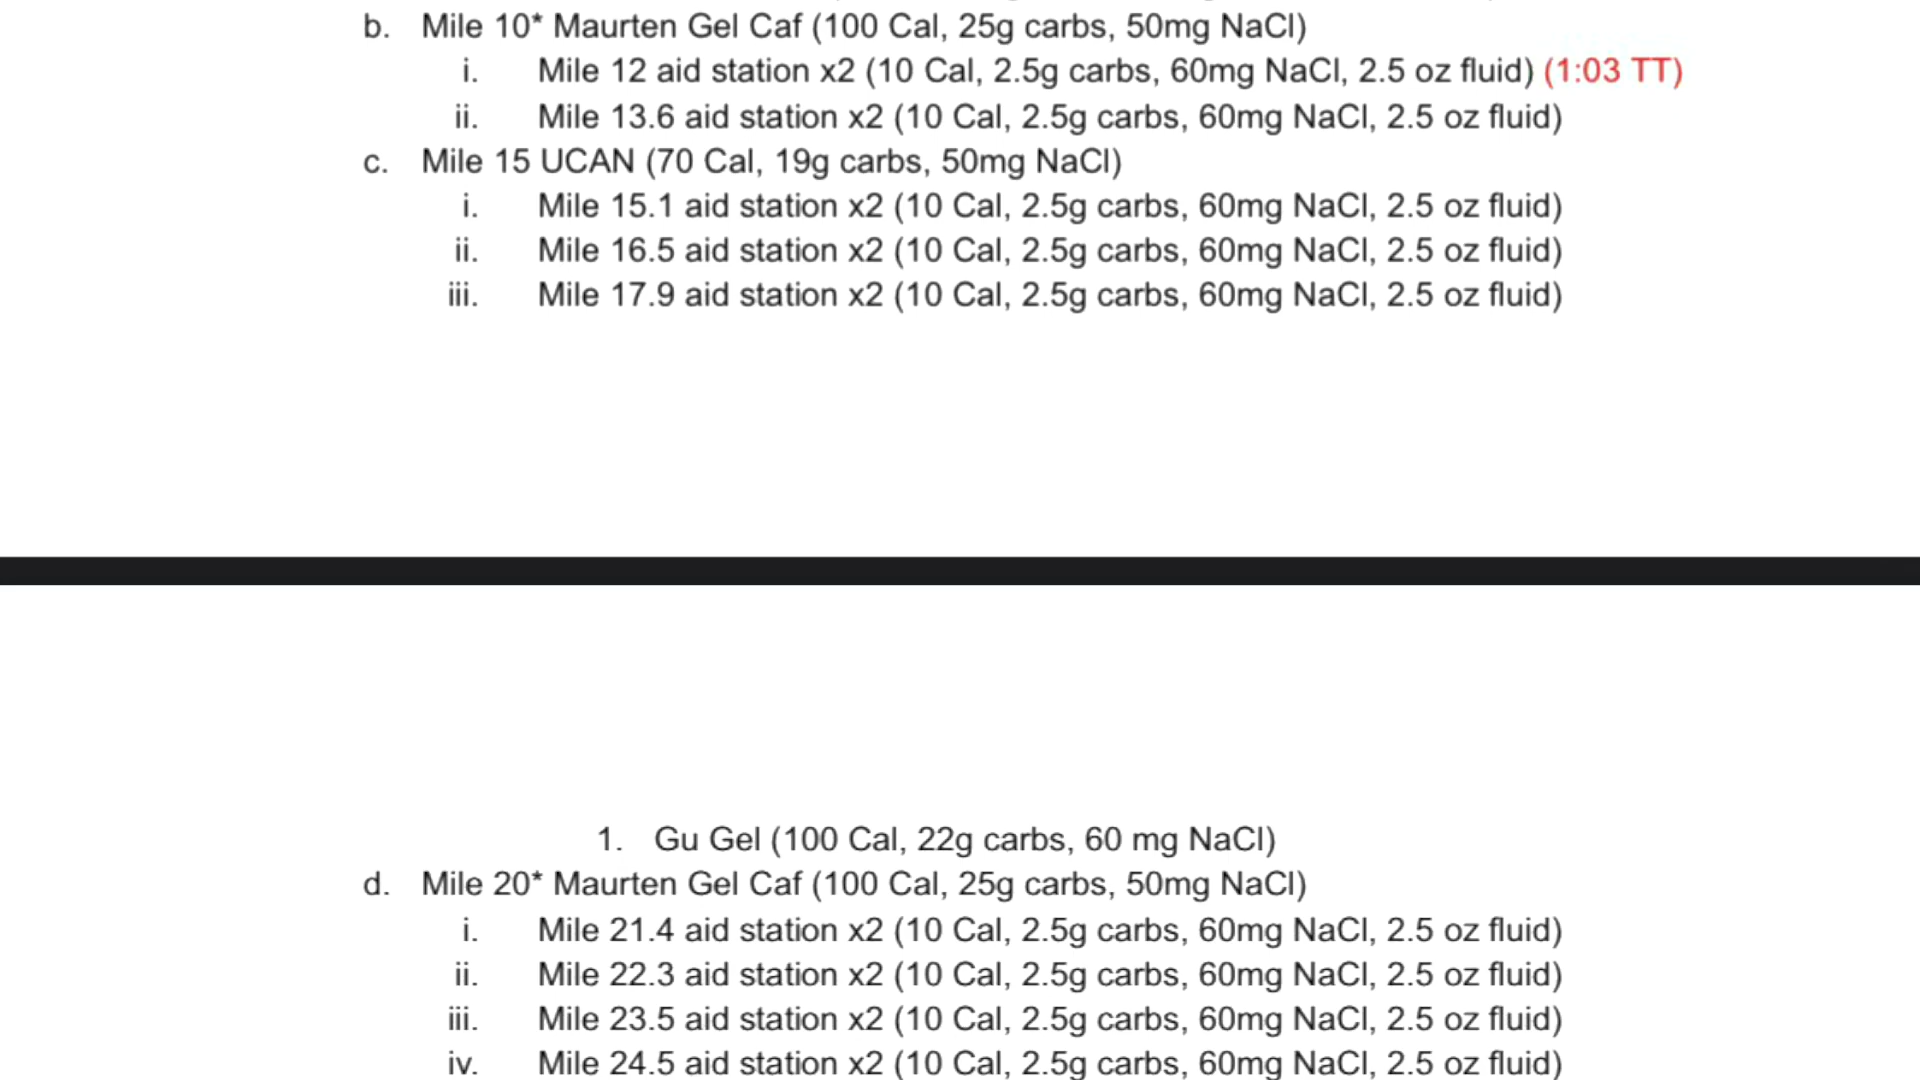 b. Mile 10* Maurten Gel Caf (100 Cal, 25g carbs, 50mg NaCl)
i. Mile 12 aid station x2 (10 Cal, 2.5g carbs, 60mg NaCl, 2.5 oz fluid) (1:03 TT)
ii. Mile 13.6 aid station x2 (10 Cal, 2.5g carbs, 60mg NaCl, 2.5 oz fluid)
c. Mile 15 UCAN (70 Cal, 19g carbs, 50mg NaCl)
i. Mile 15.1 aid station x2 (10 Cal, 2.5g carbs, 60mg NaCl, 2.5 oz fluid)
ii. Mile 16.5 aid station x2 (10 Cal, 2.5g carbs, 60mg NaCl, 2.5 oz fluid)
iii. Mile 17.9 aid station x2 (10 Cal, 2.5g carbs, 60mg NaCl, 2.5 oz fluid)
1. Gu Gel (100 Cal, 22g carbs, 60 mg NaCl)
d. Mile 20* Maurten Gel Caf (100 Cal, 25g carbs, 50mg NaCl)
i. Mile 21.4 aid station x2 (10 Cal, 2.5g carbs, 60mg NaCl, 2.5 oz fluid)
ii. Mile 22.3 aid station x2 (10 Cal, 2.5g carbs, 60mg NaCl, 2.5 oz fluid)
iii. Mile 23.5 aid station x2 (10 Cal, 2.5g carbs, 60mg NaCl, 2.5 oz fluid)
iv. Mile 24.5 aid station x2 (10 Cal, 2.5g carbs, 60mg NaCl, 2.5 oz fluid)